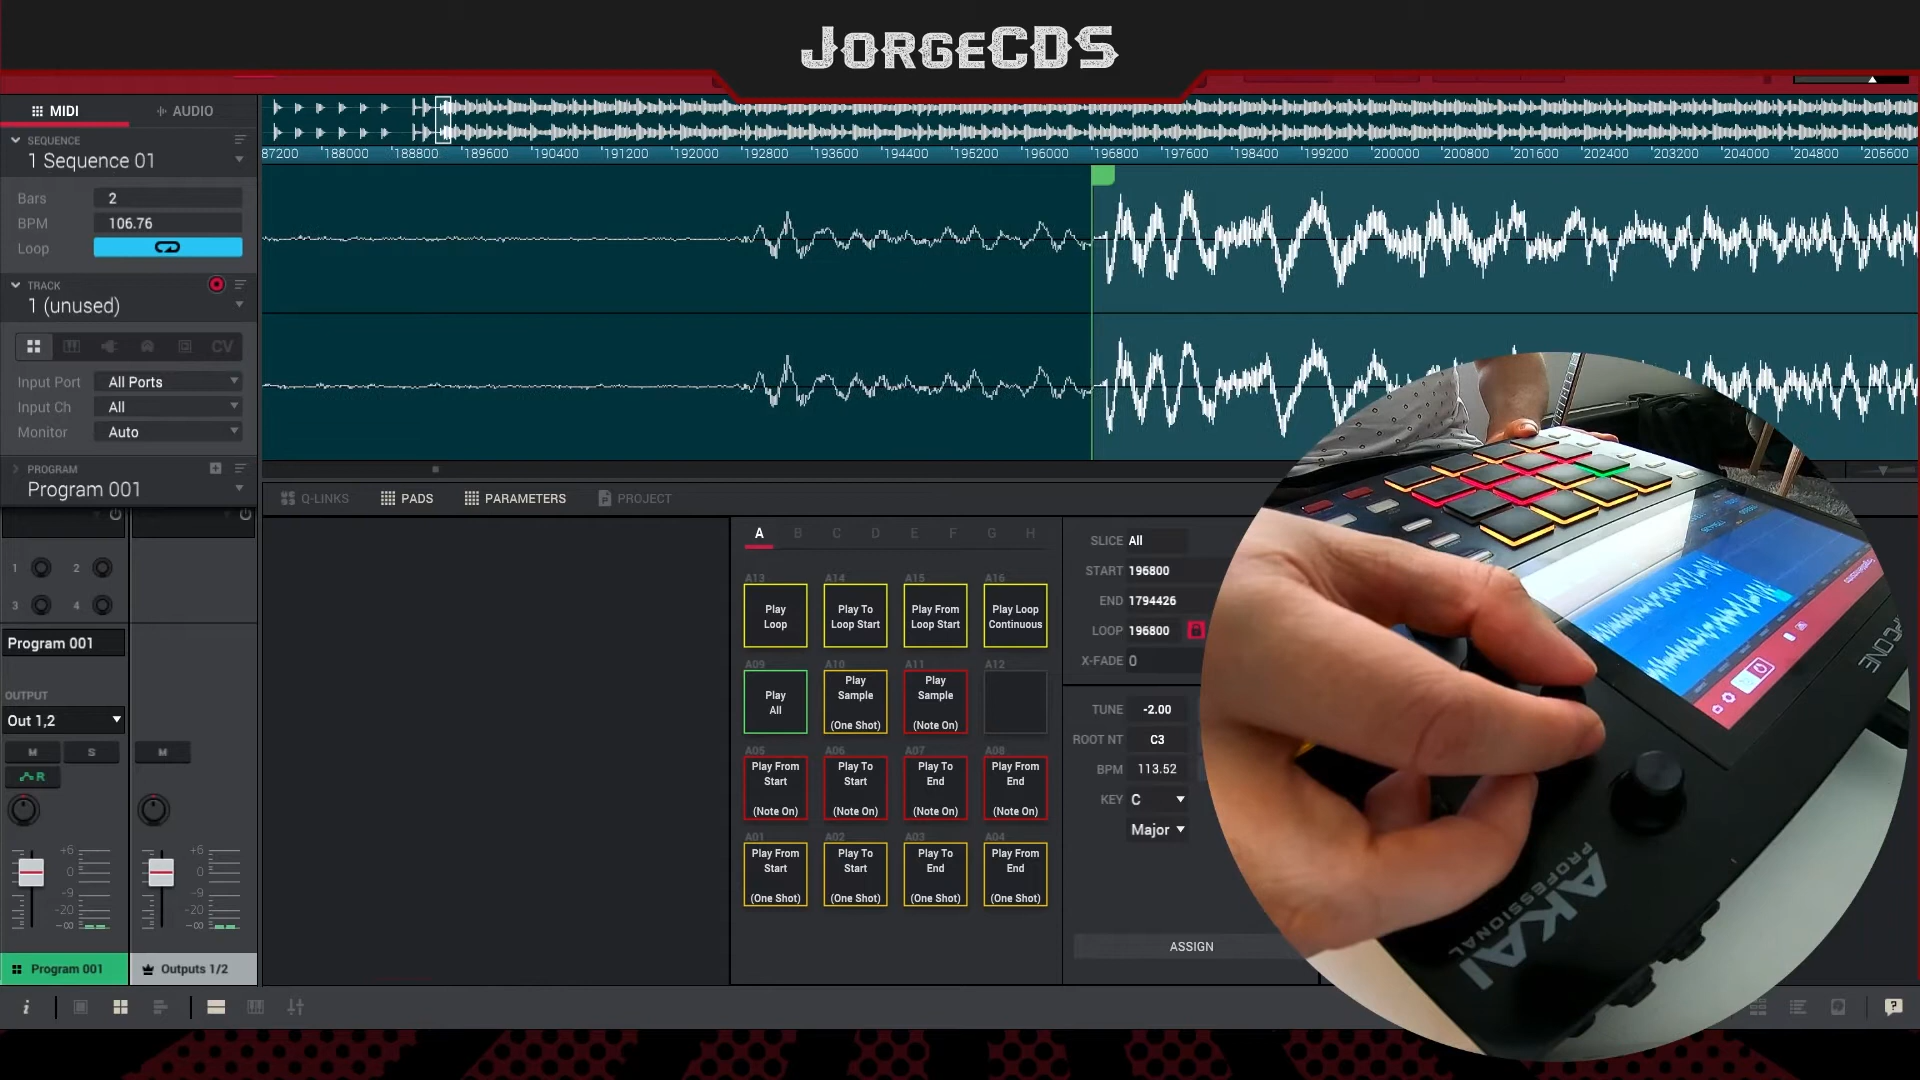 JORGECDS
MIDI
AUDIO
SEQUENCE
1 Sequence 01
Bars 2
BPM 106.76
Loop
TRACK
1 (unused)
CV
Input Port All Ports
Input Ch All
Monitor Auto
PROGRAM
Program 001
1 2
3 4
Program 001
OUTPUT
Out 1,2
M S M
R
+6 +6
0 0
-9 -9
-20 -20
-∞ -∞
Program 001 Outputs 1/2
87200 188000 188800 189600 190400 191200 192000 192800 193600 194400 195200 196000 196800 197600 198400 199200 200000 200800 201600 202400 203200 204000 204800 205600
Q-LINKS PADS PARAMETERS PROJECT
A B C D E F G H
A13 A14 A15 A16
Play Play To Play From Play Loop
Loop Loop Start Loop Start Continuous
A09 A10 A11 A12
Play
All
Play
Sample
(One Shot)
Play
Sample
(Note On)
A05 A06 A07 A08
Play From Play To Play To Play From
Start Start End End
(Note On) (Note On) (Note On) (Note On)
A01 A02 A03 A04
Play From Play To Play To Play From
Start Start End End
(One Shot) (One Shot) (One Shot) (One Shot)
SLICE All
START 196800
END 1794426
LOOP 196800
X-FADE 0
TUNE -2.00
ROOT NT C3
BPM 113.52
KEY C
Major
ASSIGN
AKAI
PROFESSIONAL